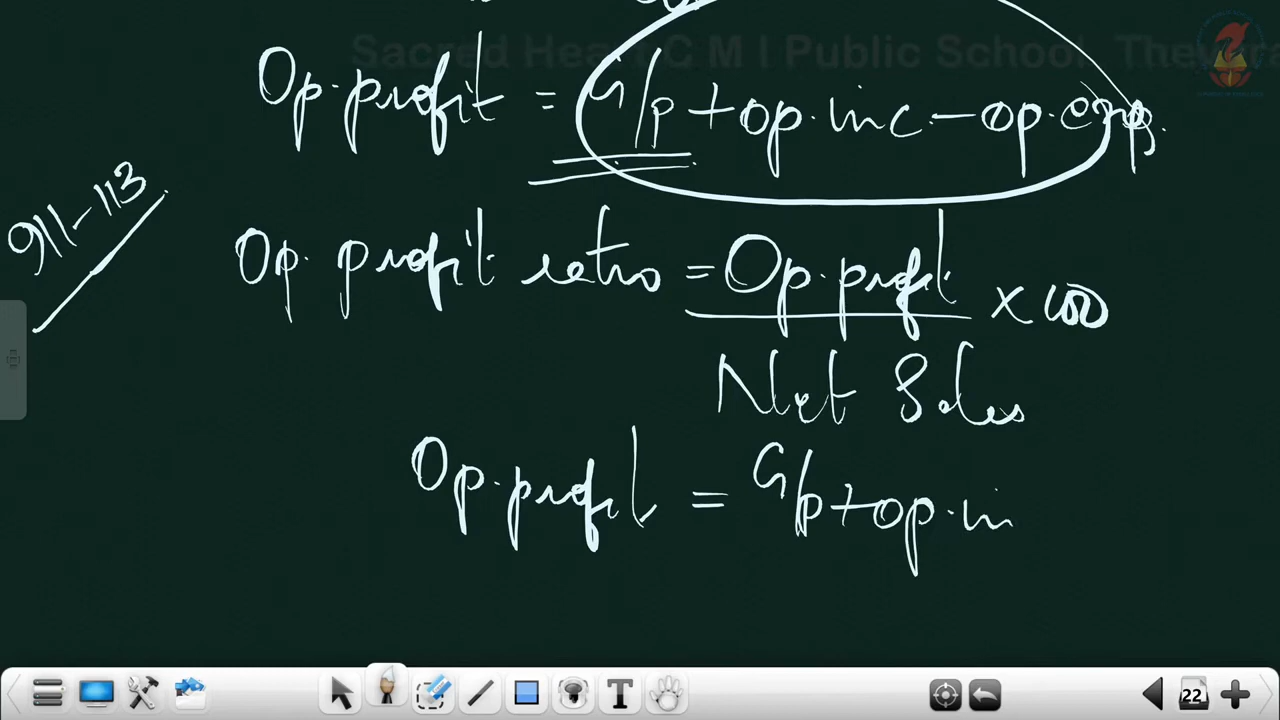 Sacred Heart C M I Public School, Thevara
Op. profit = G/p + op. inc. - op. exp.
911-113
Op. profit ratio = Op. profit × 100
Net Sales
Op. profit = G/p + op. in
22